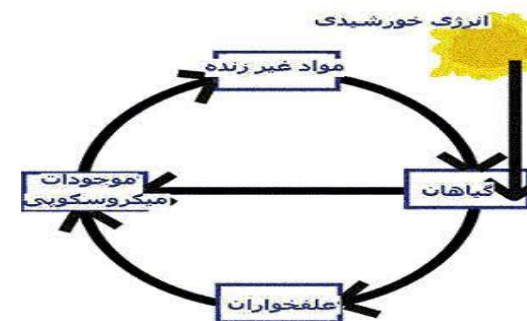 انرژی خورشیدی
مواد غیر زنده
گیاهان
موجودات
میکروسکوپی
علفخواران